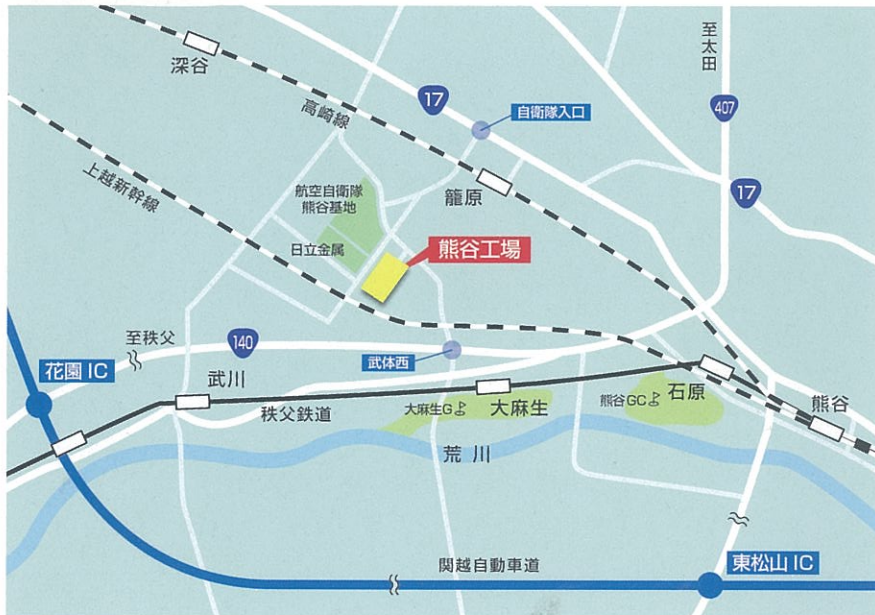 至太田
深谷
17
自衛隊入口
407
高崎線
上越新幹線
航空自衛隊
熊谷基地
籠原
17
日立金属
熊谷工場
至秩父
140
武体西
花園 IC
武川
秩父鉄道
大麻生G
大麻生
熊谷GC
石原
熊谷
荒川
関越自動車道
東松山 IC